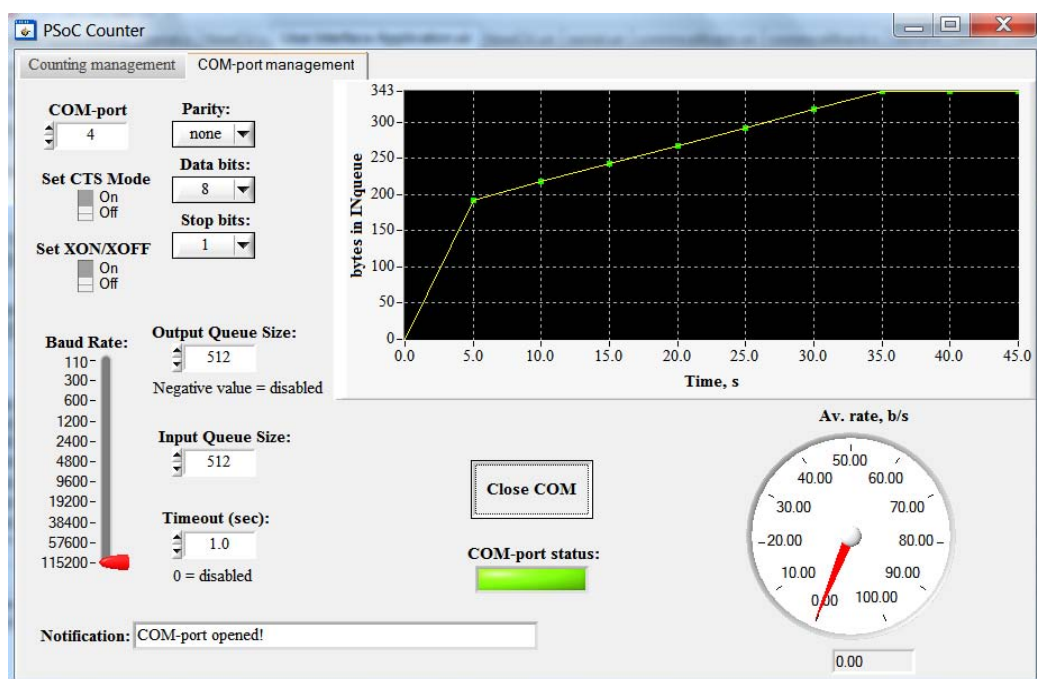 PSoC Counter
Counting management COM-port management
COM-port
4
Parity:
none
Set CTS Mode
On
Off
Data bits:
8
Set XON/XOFF
On
Off
Stop bits:
1
343
300
250
200
150
100
50
0
bytes in INqueue
0.0 5.0 10.0 15.0 20.0 25.0 30.0 35.0 40.0 45.0
Time, s
Baud Rate:
110
300
600
1200
2400
4800
9600
19200
38400
57600
115200
Output Queue Size:
512
Negative value = disabled
Input Queue Size:
512
Timeout (sec):
1.0
0 = disabled
Close COM
COM-port status:
Av. rate, b/s
0.00
10.00
20.00
30.00
40.00
50.00
60.00
70.00
80.00
90.00
100.00
0.00
Notification: COM-port opened!